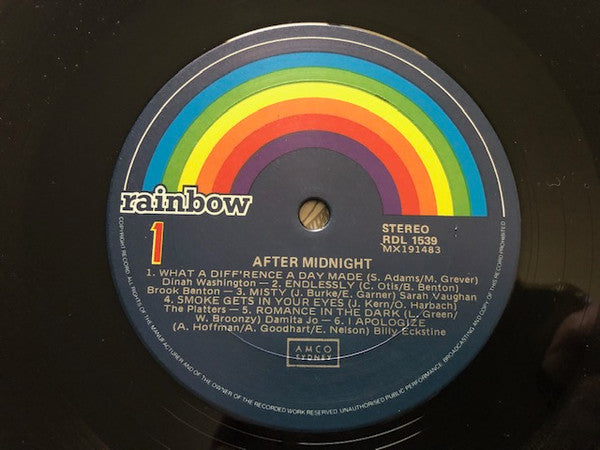 rainbow
1
STEREO
RDL 1539
MX191483
AFTER MIDNIGHT
1. WHAT A DIFF'RENCE A DAY MADE (S. Adams/M. Grever)
Dinah Washington – 2. ENDLESSLY (C. Otis/B. Benton)
Brook Benton – 3. MISTY (J. Burke/E. Garner) Sarah Vaughan
4. SMOKE GETS IN YOUR EYES (J. Kern/O. Harbach)
The Platters – 5. ROMANCE IN THE DARK (L. Green/
W. Broonzy) Damita Jo – 6. I APOLOGIZE
(A. Hoffman/A. Goodhart/E. Nelson) Billy Eckstine
AMCO
SYDNEY
COPYRIGHT RECORD. ALL RIGHTS OF THE MANUFACTURER AND OF THE OWNER OF THE RECORDED WORK RESERVED. UNAUTHORISED PUBLIC PERFORMANCE, BROADCASTING AND COPYING OF THIS RECORD PROHIBITED